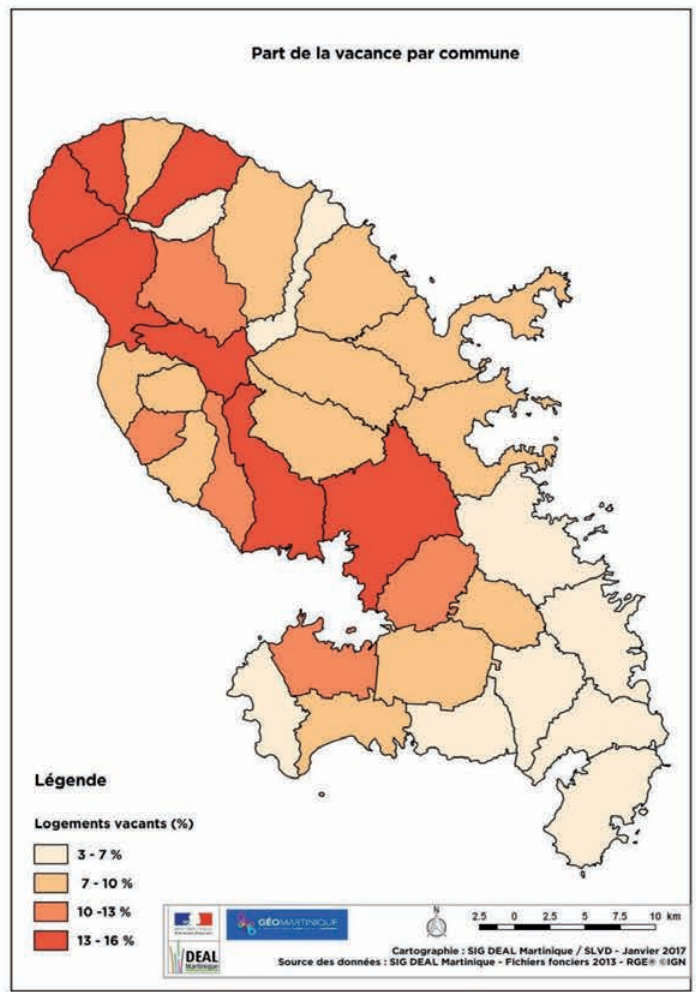 Part de la vacance par commune
Légende
Logements vacants (%)
3 - 7 %
7 - 10 %
10 -13 %
13 - 16 %
DEAL
Martinique
GÉOMARTINIQUE
N
2.5 0 2.5 5 7.5 10 km
Cartographie : SIG DEAL Martinique / SLVD - Janvier 2017
Source des données : SIG DEAL Martinique - Fichiers fonciers 2013 - RGE® ©IGN